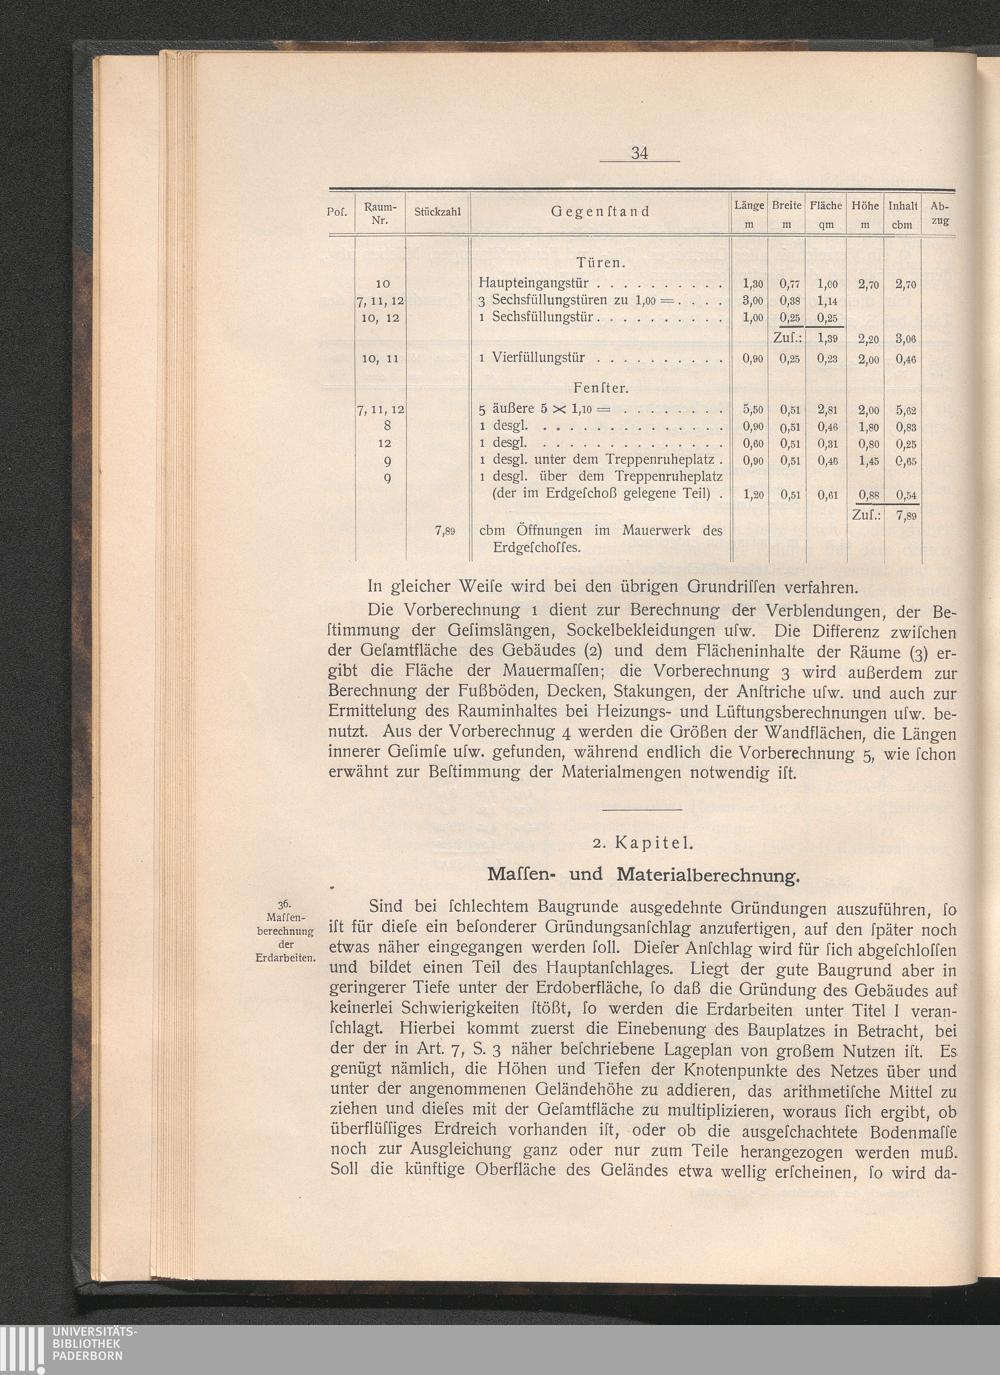 34
Poſ. Raum-Nr. Stückzahl Gegenſtand Länge m Breite m Fläche qm Höhe m Inhalt cbm Ab-zug
Türen.
10 Haupteingangstür . . . . . . . . . . 1,30 0,77 1,00 2,70 2,70
7, 11, 12 3 Sechsfüllungstüren zu 1,00 = . . . . 3,00 0,38 1,14
10, 12 1 Sechsfüllungstür . . . . . . . . . . 1,00 0,25 0,25
Zuſ.: 1,39 2,20 3,06
10, 11 1 Vierfüllungstür . . . . . . . . . . 0,90 0,25 0,23 2,00 0,46
Fenſter.
7, 11, 12 5 äußere 5 × 1,10 = . . . . . . . . 5,50 0,51 2,81 2,00 5,62
8 1 desgl. . . . . . . . . . . . . . . 0,90 0,51 0,46 1,80 0,83
12 1 desgl. . . . . . . . . . . . . . . 0,60 0,51 0,31 0,80 0,25
9 1 desgl. unter dem Treppenruheplatz . 0,90 0,51 0,46 1,45 0,65
9 1 desgl. über dem Treppenruheplatz
(der im Erdgeſchoß gelegene Teil) . 1,20 0,51 0,61 0,88 0,54
Zuſ.: 7,89
7,89 cbm Öffnungen im Mauerwerk des
Erdgeſchoſſes.
In gleicher Weiſe wird bei den übrigen Grundriſſen verfahren.
Die Vorberechnung 1 dient zur Berechnung der Verblendungen, der Be-
ſtimmung der Geſimslängen, Sockelbekleidungen uſw. Die Differenz zwiſchen
der Geſamtfläche des Gebäudes (2) und dem Flächeninhalte der Räume (3) er-
gibt die Fläche der Mauermaſſen; die Vorberechnung 3 wird außerdem zur
Berechnung der Fußböden, Decken, Stakungen, der Anſtriche uſw. und auch zur
Ermittelung des Rauminhaltes bei Heizungs- und Lüftungsberechnungen uſw. be-
nutzt. Aus der Vorberechnug 4 werden die Größen der Wandflächen, die Längen
innerer Geſimſe uſw. gefunden, während endlich die Vorberechnung 5, wie ſchon
erwähnt zur Beſtimmung der Materialmengen notwendig iſt.
2. Kapitel.
Maſſen- und Materialberechnung.
36.
Maſſen-
berechnung
der
Erdarbeiten.
Sind bei ſchlechtem Baugrunde ausgedehnte Gründungen auszuführen, ſo
iſt für dieſe ein beſonderer Gründungsanſchlag anzufertigen, auf den ſpäter noch
etwas näher eingegangen werden ſoll. Dieſer Anſchlag wird für ſich abgeſchloſſen
und bildet einen Teil des Hauptanſchlages. Liegt der gute Baugrund aber in
geringerer Tiefe unter der Erdoberfläche, ſo daß die Gründung des Gebäudes auf
keinerlei Schwierigkeiten ſtößt, ſo werden die Erdarbeiten unter Titel I veran-
ſchlagt. Hierbei kommt zuerst die Einebenung des Bauplatzes in Betracht, bei
der der in Art. 7, S. 3 näher beſchriebene Lageplan von großem Nutzen iſt. Es
genügt nämlich, die Höhen und Tiefen der Knotenpunkte des Netzes über und
unter der angenommenen Geländehöhe zu addieren, das arithmetiſche Mittel zu
ziehen und dieſes mit der Geſamtfläche zu multiplizieren, woraus ſich ergibt, ob
überflüſſiges Erdreich vorhanden iſt, oder ob die ausgeſchachtete Bodenmaſſe
noch zur Ausgleichung ganz oder nur zum Teile herangezogen werden muß.
Soll die künftige Oberfläche des Geländes etwa wellig erſcheinen, ſo wird da-
UNIVERSITÄTS-
BIBLIOTHEK
PADERBORN